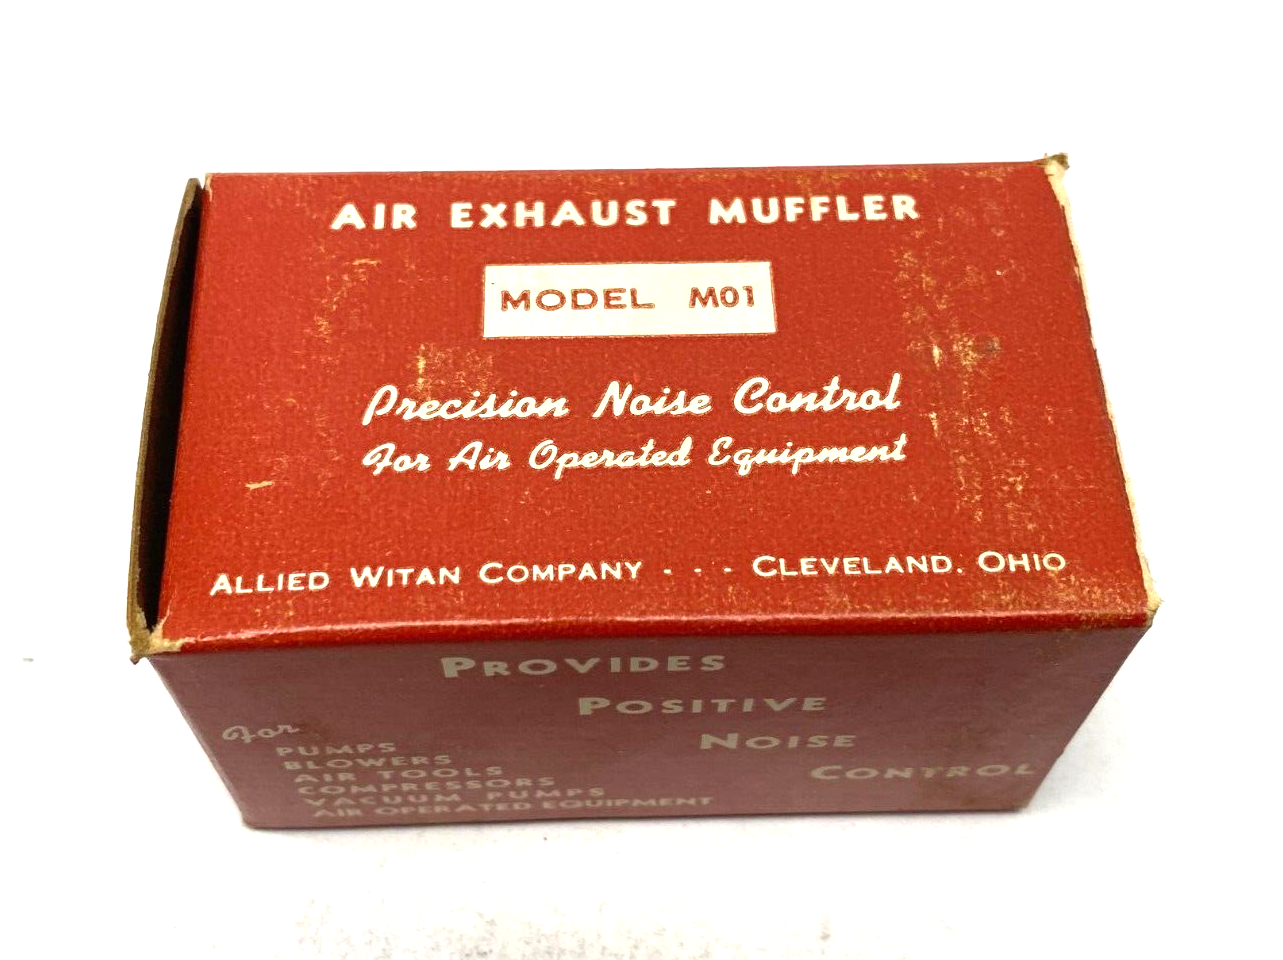 AIR EXHAUST MUFFLER
MODEL M01
Precision Noise Control
For Air Operated Equipment
ALLIED WITAN COMPANY . . . CLEVELAND, OHIO
PROVIDES
POSITIVE
NOISE
CONTROL
For
PUMPS
BLOWERS
AIR TOOLS
COMPRESSORS
VACUUM PUMPS
AIR OPERATED EQUIPMENT